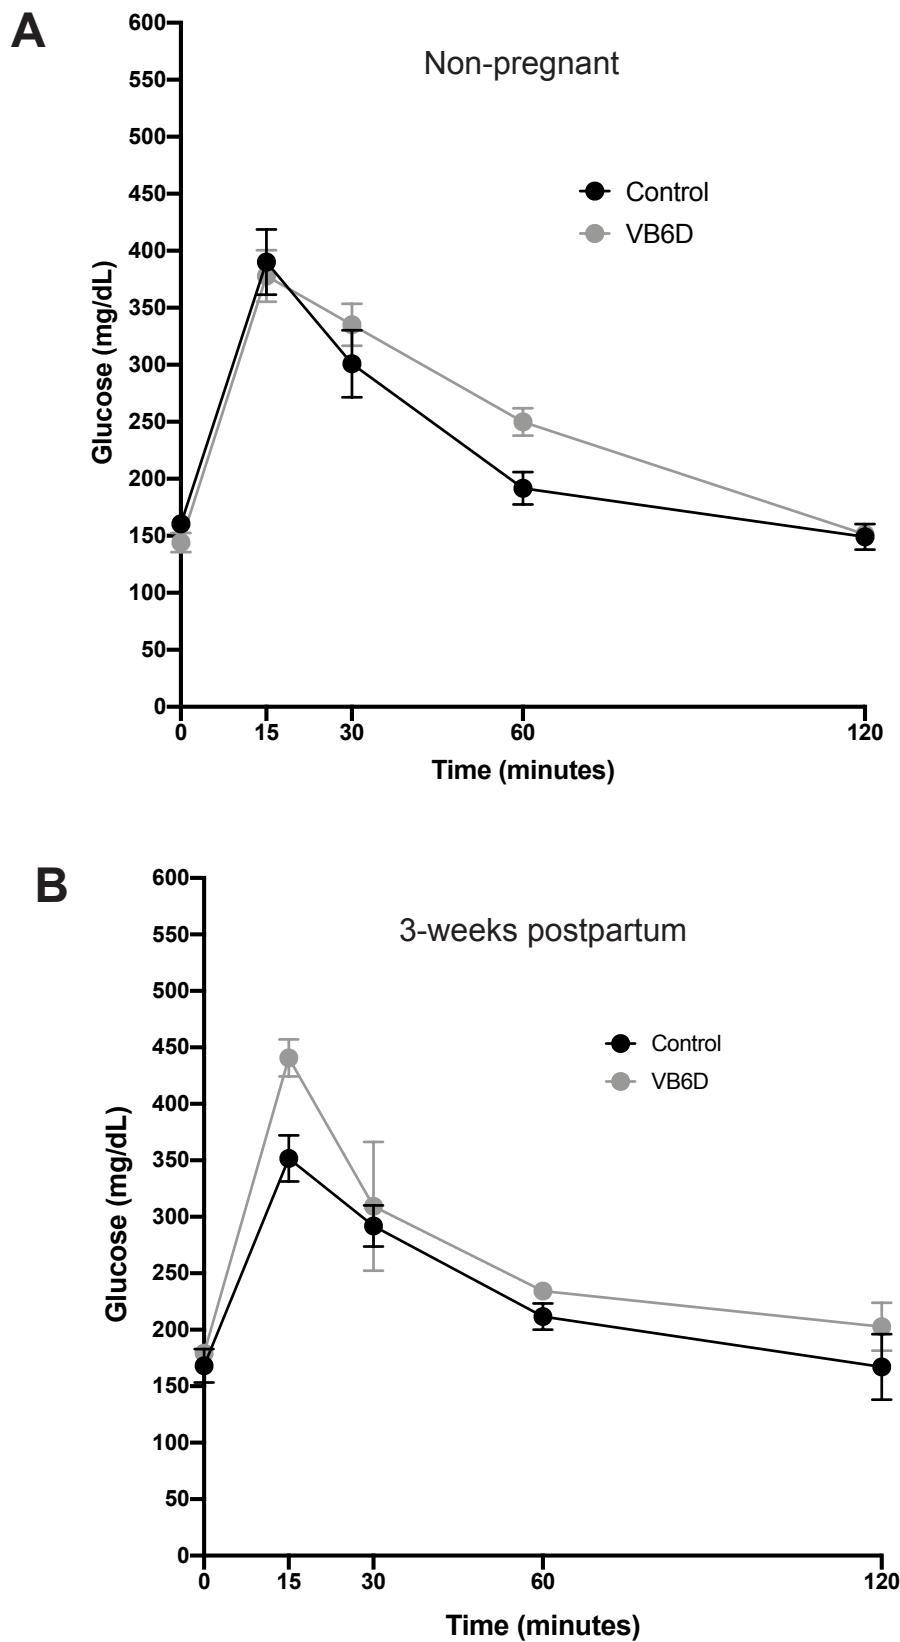 A
Non-pregnant
Control
VB6D
Glucose (mg/dL)
600
550
500
450
400
350
300
250
200
150
100
50
0
0 15 30 60 120
Time (minutes)
B
3-weeks postpartum
Control
VB6D
Glucose (mg/dL)
600
550
500
450
400
350
300
250
200
150
100
50
0
0 15 30 60 120
Time (minutes)